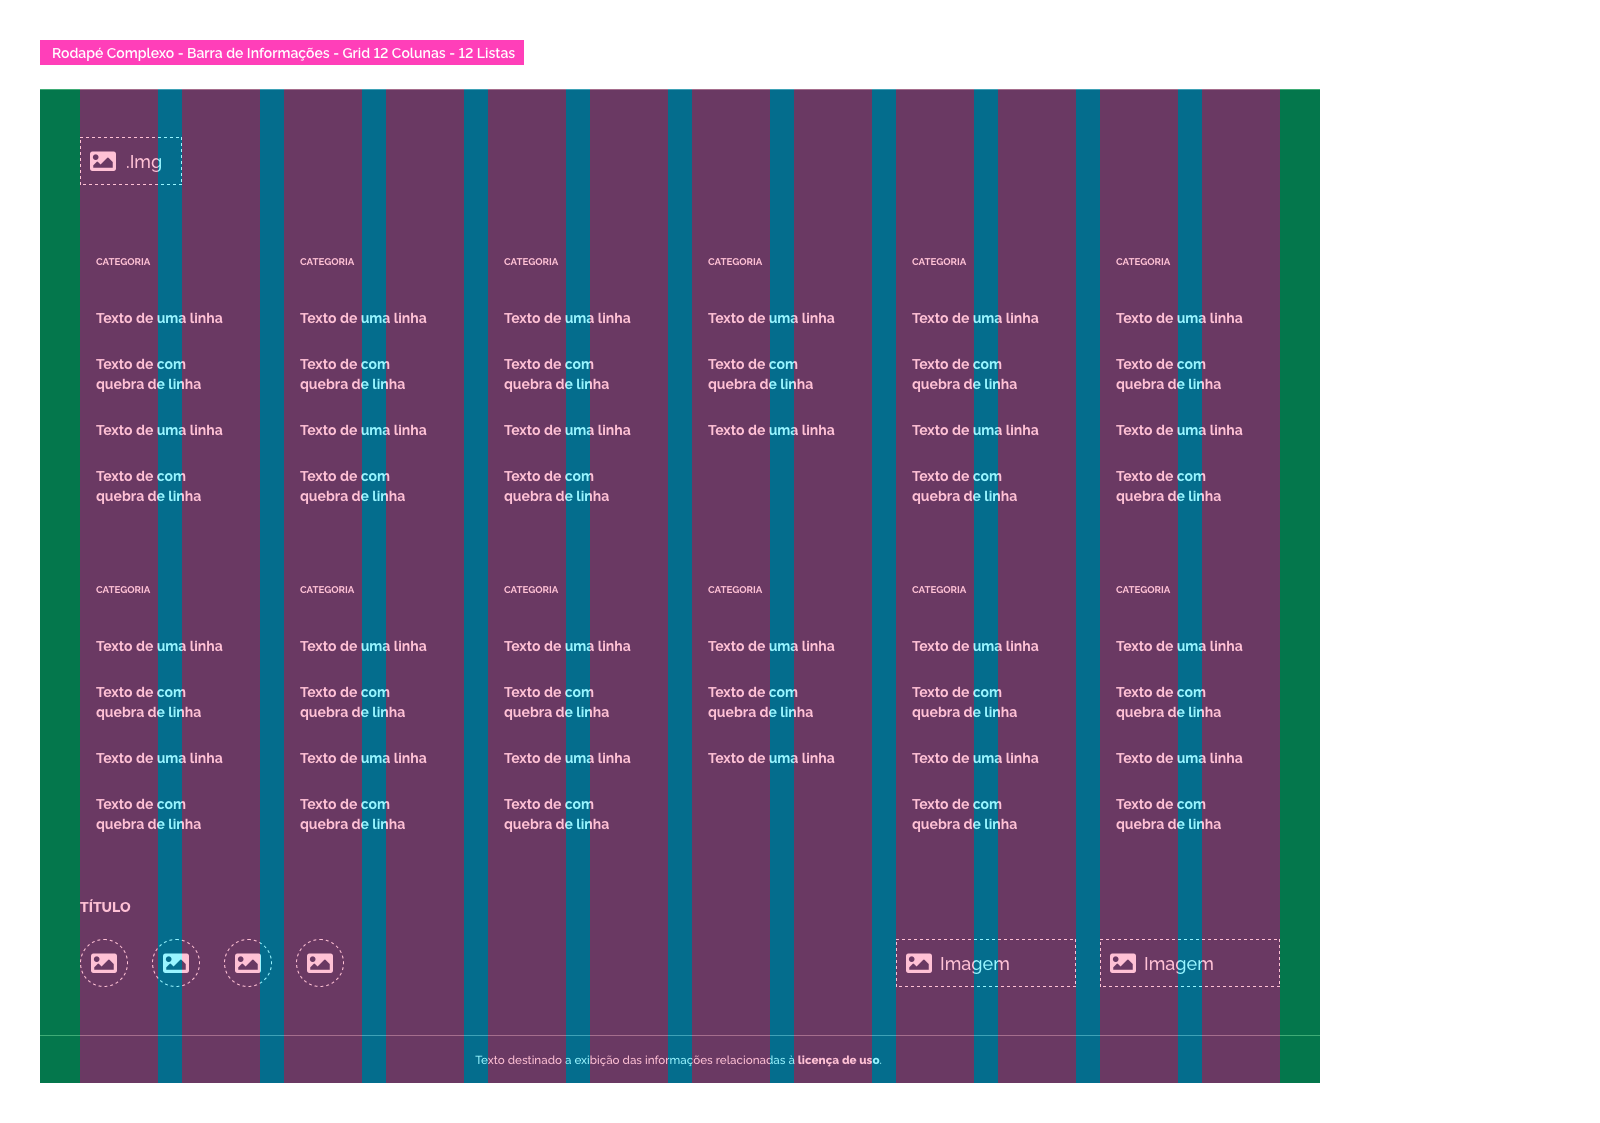 Rodapé Complexo - Barra de Informações - Grid 12 Colunas - 12 Listas
.Img
CATEGORIA
Texto de uma linha
Texto de com
quebra de linha
Texto de uma linha
Texto de com
quebra de linha
CATEGORIA
Texto de uma linha
Texto de com
quebra de linha
Texto de uma linha
Texto de com
quebra de linha
CATEGORIA
Texto de uma linha
Texto de com
quebra de linha
Texto de uma linha
Texto de com
quebra de linha
CATEGORIA
Texto de uma linha
Texto de com
quebra de linha
Texto de uma linha
CATEGORIA
Texto de uma linha
Texto de com
quebra de linha
Texto de uma linha
Texto de com
quebra de linha
CATEGORIA
Texto de uma linha
Texto de com
quebra de linha
Texto de uma linha
Texto de com
quebra de linha
CATEGORIA
Texto de uma linha
Texto de com
quebra de linha
Texto de uma linha
Texto de com
quebra de linha
CATEGORIA
Texto de uma linha
Texto de com
quebra de linha
Texto de uma linha
Texto de com
quebra de linha
CATEGORIA
Texto de uma linha
Texto de com
quebra de linha
Texto de uma linha
Texto de com
quebra de linha
CATEGORIA
Texto de uma linha
Texto de com
quebra de linha
Texto de uma linha
CATEGORIA
Texto de uma linha
Texto de com
quebra de linha
Texto de uma linha
Texto de com
quebra de linha
CATEGORIA
Texto de uma linha
Texto de com
quebra de linha
Texto de uma linha
Texto de com
quebra de linha
TÍTULO
Imagem
Imagem
Texto destinado a exibição das informações relacionadas à licença de uso.